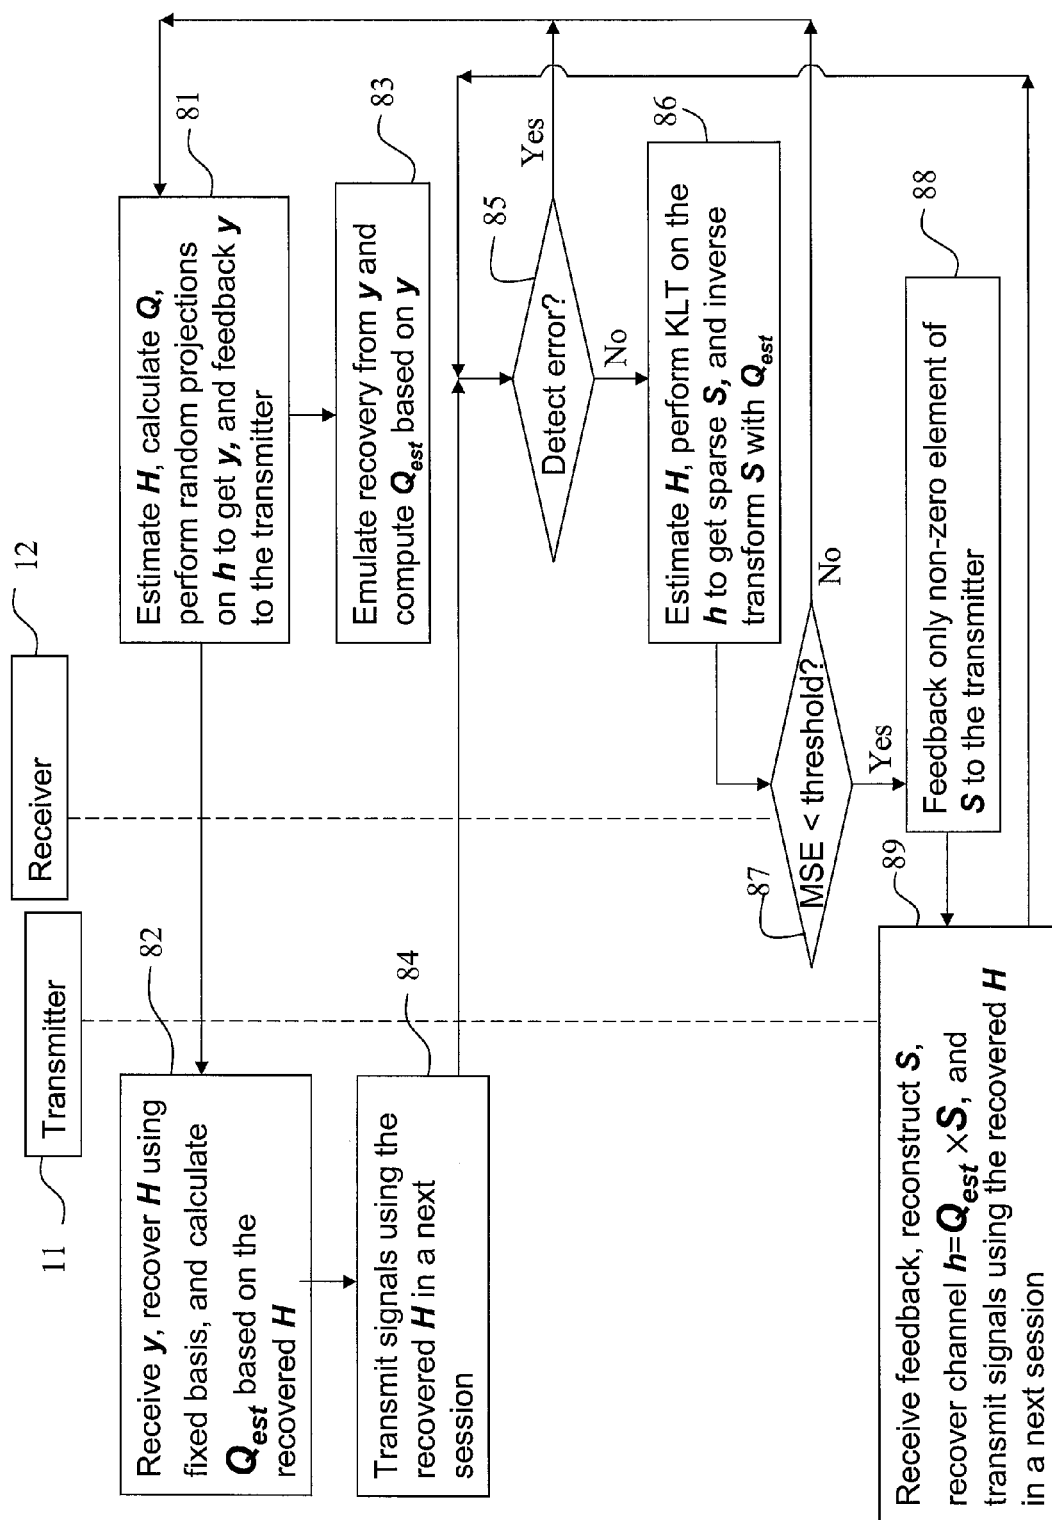 11
Transmitter
Receiver
12
Estimate H, calculate Q,
perform random projections
on h to get y, and feedback y
to the transmitter
81
Receive y, recover H using
fixed basis, and calculate
Qest based on the
recovered H
82
Emulate recovery from y and
compute Qest based on y
83
Transmit signals using the
recovered H in a next
session
84
Detect error?
85
Yes
No
Estimate H, perform KLT on the
h to get sparse S, and inverse
transform S with Qest
86
MSE < threshold?
87
No
Yes
Feedback only non-zero element of
S to the transmitter
88
Receive feedback, reconstruct S,
recover channel h=Qest ×S, and
transmit signals using the recovered H
in a next session
89